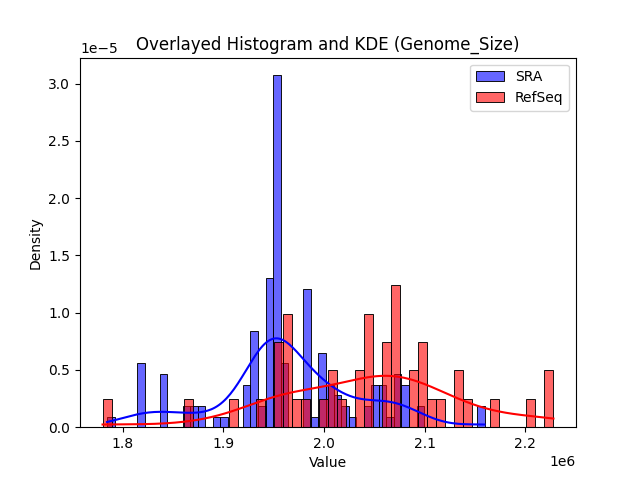 Overlayed Histogram and KDE (Genome_Size)
1e−5
SRA
RefSeq
3.0
2.5
2.0
1.5
1.0
0.5
0.0
Density
1.8
1.9
2.0
2.1
2.2
Value
1e6